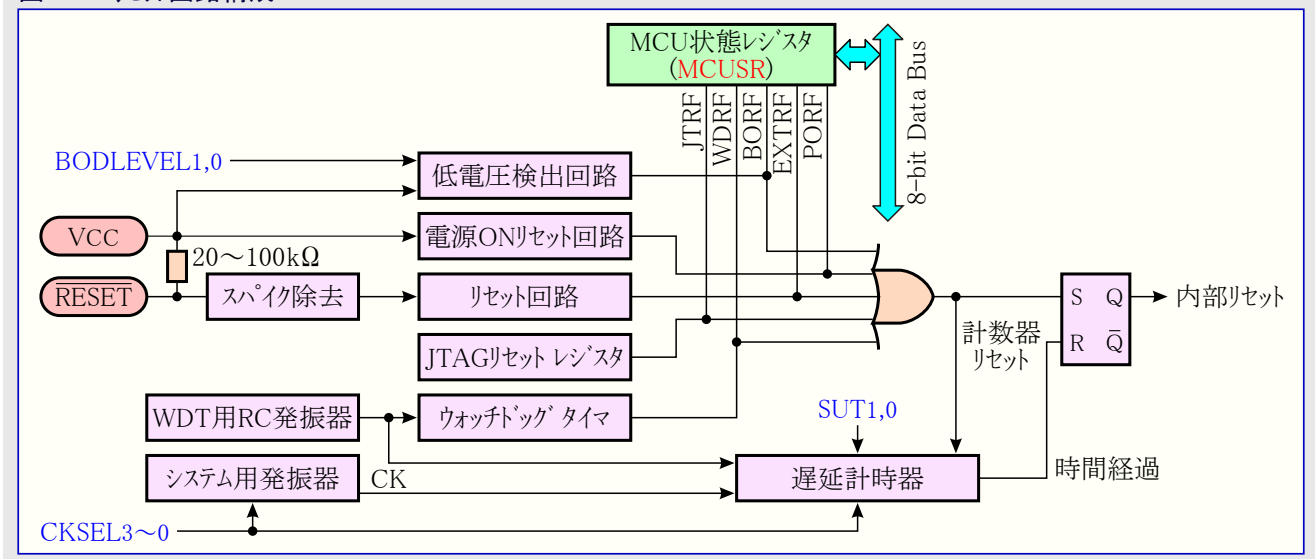 MCU状態レジスタ
(MCUSR)
JTRF
WDRF
BORF
EXTRF
PORF
8-bit Data Bus
BODLEVEL1,0
低電圧検出回路
VCC
電源ONリセット回路
20～100kΩ
RESET
スパイク除去
リセット回路
JTAGリセット レジスタ
S Q
R Q̅
内部リセット
計数器
リセット
WDT用RC発振器
ウォッチドッグ タイマ
SUT1,0
システム用発振器
CK
遅延計時器
時間経過
CKSEL3～0